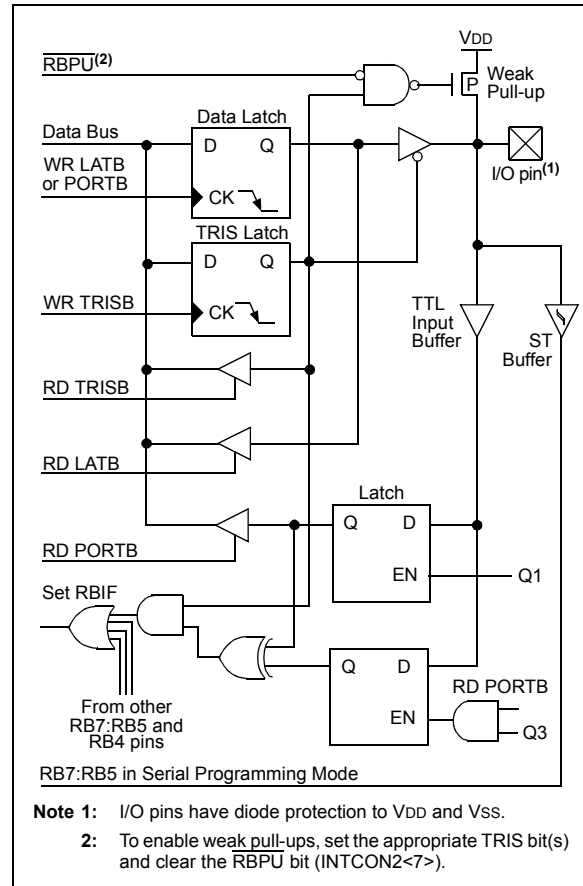 VDD
RBPU(2)
P
Weak
Pull-up
Data Latch
Data Bus
D
Q
WR LATB
or PORTB
CK
I/O pin(1)
TRIS Latch
D
Q
WR TRISB
CK
TTL
Input
Buffer
ST
Buffer
RD TRISB
RD LATB
Latch
Q
D
RD PORTB
EN
Q1
Set RBIF
Q
D
RD PORTB
EN
Q3
From other
RB7:RB5 and
RB4 pins
RB7:RB5 in Serial Programming Mode
Note 1: I/O pins have diode protection to VDD and VSS.
2: To enable weak pull-ups, set the appropriate TRIS bit(s)
and clear the RBPU bit (INTCON2<7>).